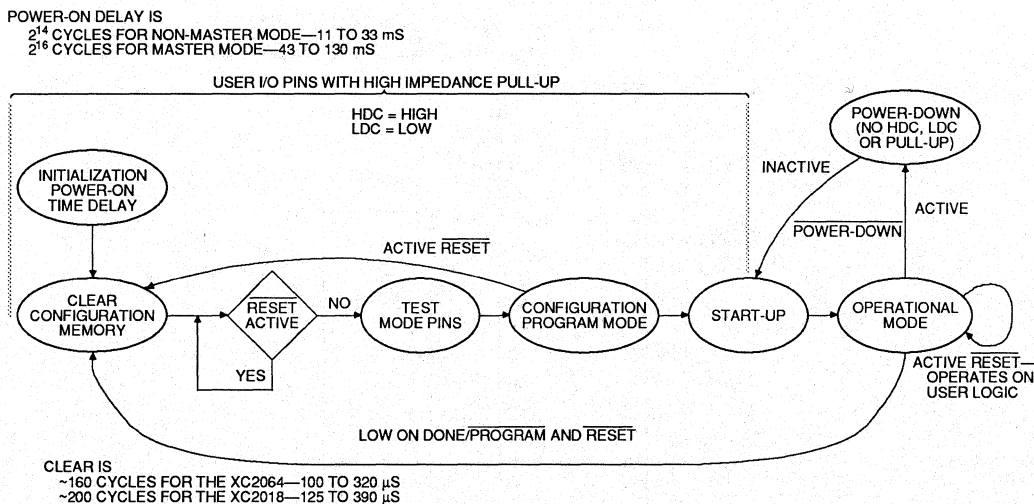 POWER-ON DELAY IS
2¹⁴ CYCLES FOR NON-MASTER MODE—11 TO 33 mS
2¹⁶ CYCLES FOR MASTER MODE—43 TO 130 mS
USER I/O PINS WITH HIGH IMPEDANCE PULL-UP
HDC = HIGH
LDC = LOW
POWER-DOWN
(NO HDC, LDC
OR PULL-UP)
INITIALIZATION
POWER-ON
TIME DELAY
INACTIVE
ACTIVE
POWER-DOWN
ACTIVE RESET
CLEAR
CONFIGURATION
MEMORY
RESET
ACTIVE
NO
YES
TEST
MODE PINS
CONFIGURATION
PROGRAM MODE
START-UP
OPERATIONAL
MODE
ACTIVE RESET—
OPERATES ON
USER LOGIC
LOW ON DONE/PROGRAM AND RESET
CLEAR IS
~160 CYCLES FOR THE XC2064—100 TO 320 µS
~200 CYCLES FOR THE XC2018—125 TO 390 µS